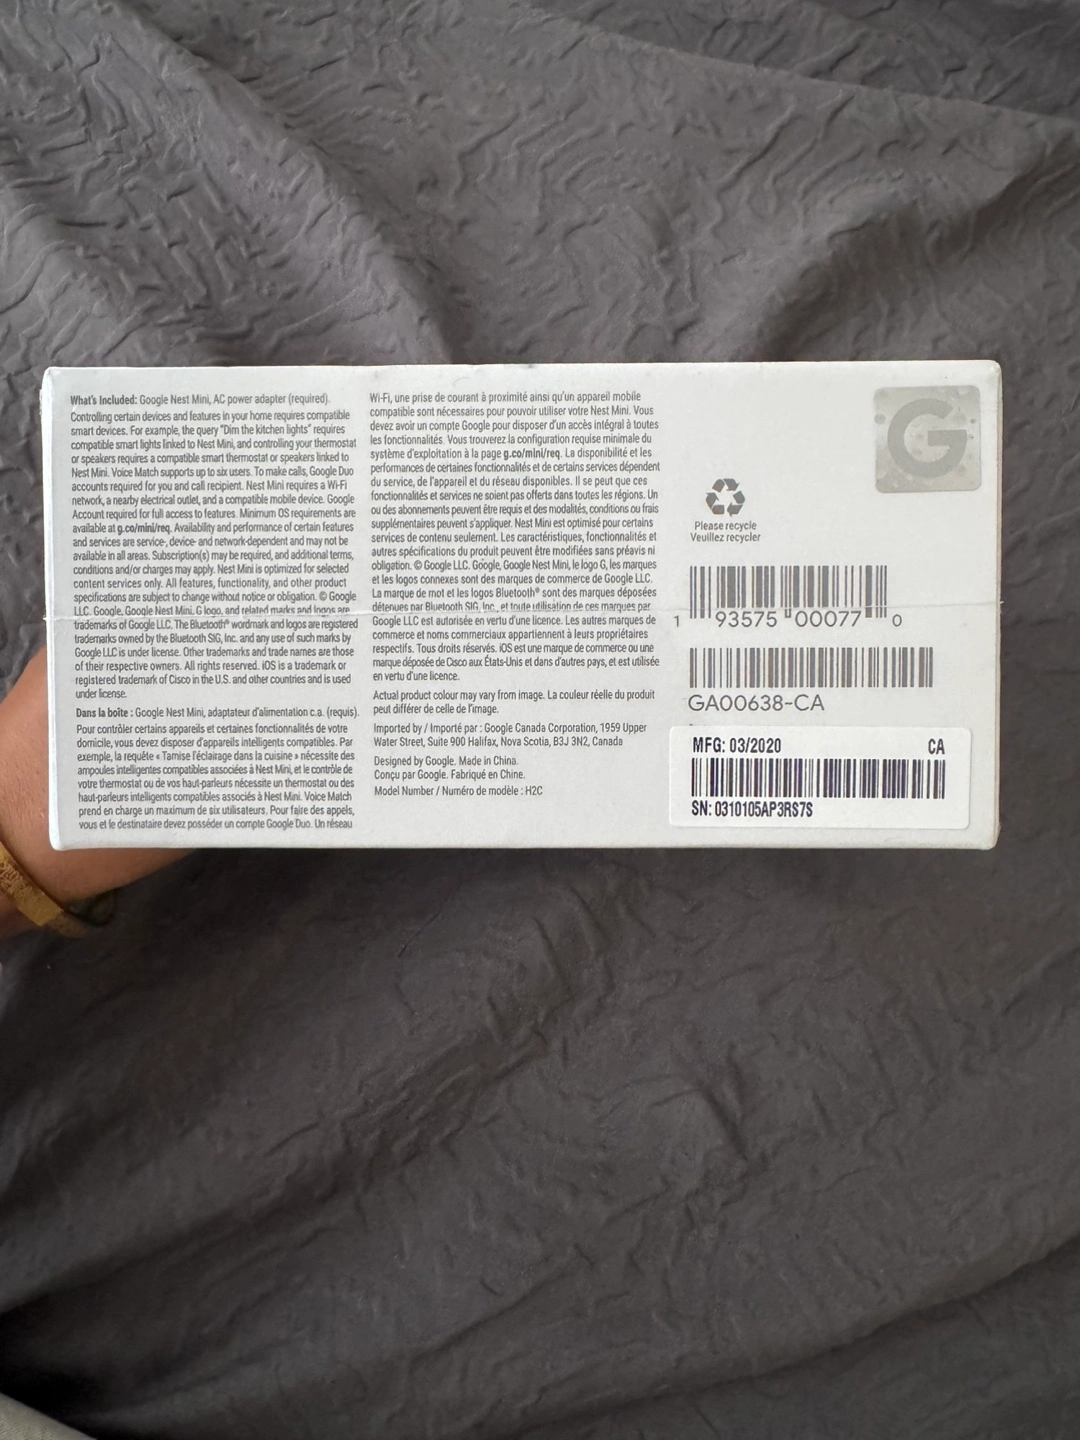 What's Included: Google Nest Mini, AC power adapter (required).
Controlling certain devices and features in your home requires compatible
smart devices. For example, the query "Dim the kitchen lights" requires
compatible smart lights linked to Nest Mini, and controlling your thermostat
or speakers requires a compatible smart thermostat or speakers linked to
Nest Mini. Voice Match supports up to six users. To make calls, Google Duo
accounts required for you and call recipient. Nest Mini requires a Wi-Fi
network, a nearby electrical outlet, and a compatible mobile device. Google
Account required for full access to features. Minimum OS requirements are
available at g.co/mini/req. Availability and performance of certain features
and services are service-, device- and network-dependent and may not be
available in all areas. Subscription(s) may be required, and additional terms,
conditions and/or charges may apply. Nest Mini is optimized for selected
content services only. All features, functionality, and other product
specifications are subject to change without notice or obligation. © Google
LLC. Google, Google Nest Mini, G logo, and related marks and logos are
trademarks of Google LLC. The Bluetooth® wordmark and logos are registered
trademarks owned by the Bluetooth SIG, Inc. and any use of such marks by
Google LLC is under license. Other trademarks and trade names are those
of their respective owners. All rights reserved. iOS is a trademark or
registered trademark of Cisco in the U.S. and other countries and is used
under license.
Dans la boîte : Google Nest Mini, adaptateur d'alimentation c.a. (requis).
Pour contrôler certains appareils et certaines fonctionnalités de votre
domicile, vous devez disposer d'appareils intelligents compatibles. Par
exemple, la requête « Tamise l'éclairage dans la cuisine » nécessite des
ampoules intelligentes compatibles associées à Nest Mini, et le contrôle de
votre thermostat ou de vos haut-parleurs nécessite un thermostat ou des
haut-parleurs intelligents compatibles associés à Nest Mini. Voice Match
prend en charge un maximum de six utilisateurs. Pour faire des appels,
vous et le destinataire devez posséder un compte Google Duo. Un réseau
Wi-Fi, une prise de courant à proximité ainsi qu'un appareil mobile
compatible sont nécessaires pour pouvoir utiliser votre Nest Mini. Vous
devez avoir un compte Google pour disposer d'un accès intégral à toutes
les fonctionnalités. Vous trouverez la configuration requise minimale du
système d'exploitation à la page g.co/mini/req. La disponibilité et les
performances de certaines fonctionnalités et de certains services dépendent
du service, de l'appareil et du réseau disponibles. Il se peut que ces
fonctionnalités et services ne soient pas offerts dans toutes les régions. Un
ou des abonnements peuvent être requis et des modalités, conditions ou frais
supplémentaires peuvent s'appliquer. Nest Mini est optimisé pour certains
services de contenu seulement. Les caractéristiques, fonctionnalités et
autres spécifications du produit peuvent être modifiées sans préavis ni
obligation. © Google LLC. Google, Google Nest Mini, le logo G, les marques
et les logos connexes sont des marques de commerce de Google LLC.
La marque de mot et les logos Bluetooth® sont des marques déposées
détenues par Bluetooth SIG, Inc., et toute utilisation de ces marques par
Google LLC est autorisée en vertu d'une licence. Les autres marques de
commerce et noms commerciaux appartiennent à leurs propriétaires
respectifs. Tous droits réservés. iOS est une marque de commerce ou une
marque déposée de Cisco aux États-Unis et dans d'autres pays, et est utilisée
en vertu d'une licence.
Actual product colour may vary from image. La couleur réelle du produit
peut différer de celle de l'image.
Imported by / Importé par : Google Canada Corporation, 1959 Upper
Water Street, Suite 900 Halifax, Nova Scotia, B3J 3N2, Canada
Designed by Google. Made in China.
Conçu par Google. Fabriqué en Chine.
Model Number / Numéro de modèle : H2C
G
Please recycle
Veuillez recycler
1 93575 00077 0
GA00638-CA
MFG: 03/2020 CA
SN: 0310105AP3RS7S